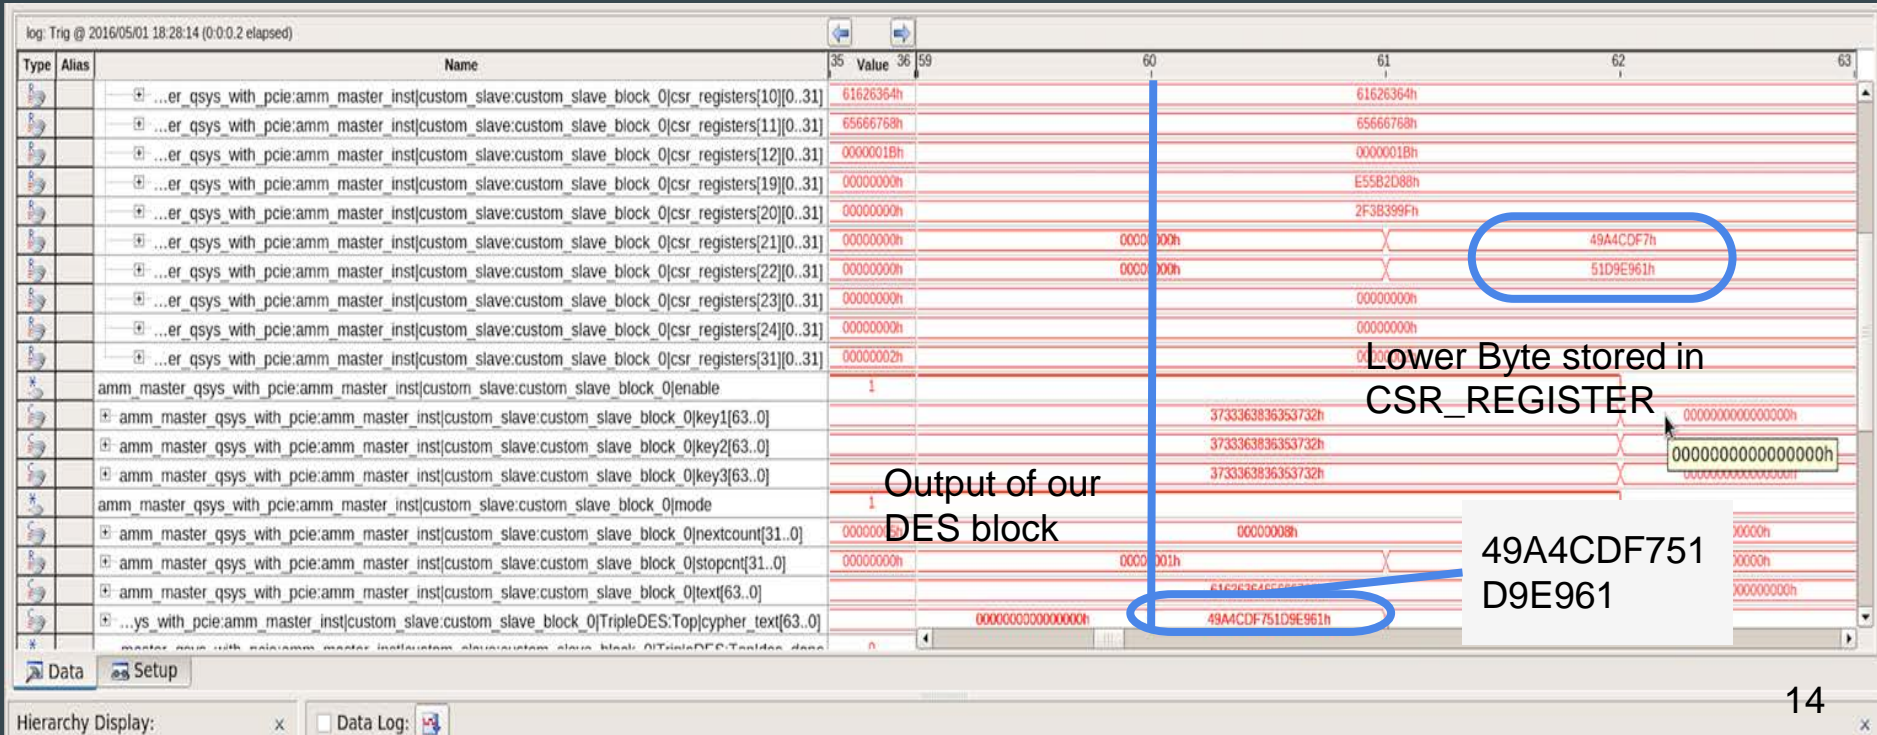 log: Trig @ 2016/05/01 18:28:14 (0:0:0.2 elapsed)
Type Alias Name 35 Value 36 59 60 61 62 63
...er_qsys_with_pcie:amm_master_inst|custom_slave:custom_slave_block_0|csr_registers[10][0..31] 61626364h 61626364h
...er_qsys_with_pcie:amm_master_inst|custom_slave:custom_slave_block_0|csr_registers[11][0..31] 65666768h 65666768h
...er_qsys_with_pcie:amm_master_inst|custom_slave:custom_slave_block_0|csr_registers[12][0..31] 0000001Bh 0000001Bh
...er_qsys_with_pcie:amm_master_inst|custom_slave:custom_slave_block_0|csr_registers[19][0..31] 00000000h E55B2D88h
...er_qsys_with_pcie:amm_master_inst|custom_slave:custom_slave_block_0|csr_registers[20][0..31] 00000000h 2F3B399Fh
...er_qsys_with_pcie:amm_master_inst|custom_slave:custom_slave_block_0|csr_registers[21][0..31] 00000000h 00000000h 49A4CDF7h
...er_qsys_with_pcie:amm_master_inst|custom_slave:custom_slave_block_0|csr_registers[22][0..31] 00000000h 00000000h 51D9E961h
...er_qsys_with_pcie:amm_master_inst|custom_slave:custom_slave_block_0|csr_registers[23][0..31] 00000000h 00000000h
...er_qsys_with_pcie:amm_master_inst|custom_slave:custom_slave_block_0|csr_registers[24][0..31] 00000000h 00000000h
...er_qsys_with_pcie:amm_master_inst|custom_slave:custom_slave_block_0|csr_registers[31][0..31] 00000002h
Lower Byte stored in
CSR_REGISTER
amm_master_qsys_with_pcie:amm_master_inst|custom_slave:custom_slave_block_0|enable 1
amm_master_qsys_with_pcie:amm_master_inst|custom_slave:custom_slave_block_0|key1[63..0] 3733363836353732h 0000000000000000h
amm_master_qsys_with_pcie:amm_master_inst|custom_slave:custom_slave_block_0|key2[63..0] 3733363836353732h 0000000000000000h
amm_master_qsys_with_pcie:amm_master_inst|custom_slave:custom_slave_block_0|key3[63..0] 3733363836353732h
Output of our
DES block
amm_master_qsys_with_pcie:amm_master_inst|custom_slave:custom_slave_block_0|mode 1
amm_master_qsys_with_pcie:amm_master_inst|custom_slave:custom_slave_block_0|nextcount[31..0] 00000008h
amm_master_qsys_with_pcie:amm_master_inst|custom_slave:custom_slave_block_0|stopcnt[31..0] 00000000h 00000001h
amm_master_qsys_with_pcie:amm_master_inst|custom_slave:custom_slave_block_0|text[63..0]
49A4CDF751
D9E961
...ys_with_pcie:amm_master_inst|custom_slave:custom_slave_block_0|TripleDES:Top|cypher_text[63..0] 0000000000000000h 49A4CDF751D9E961h
Data Setup
14
Hierarchy Display: x Data Log: x